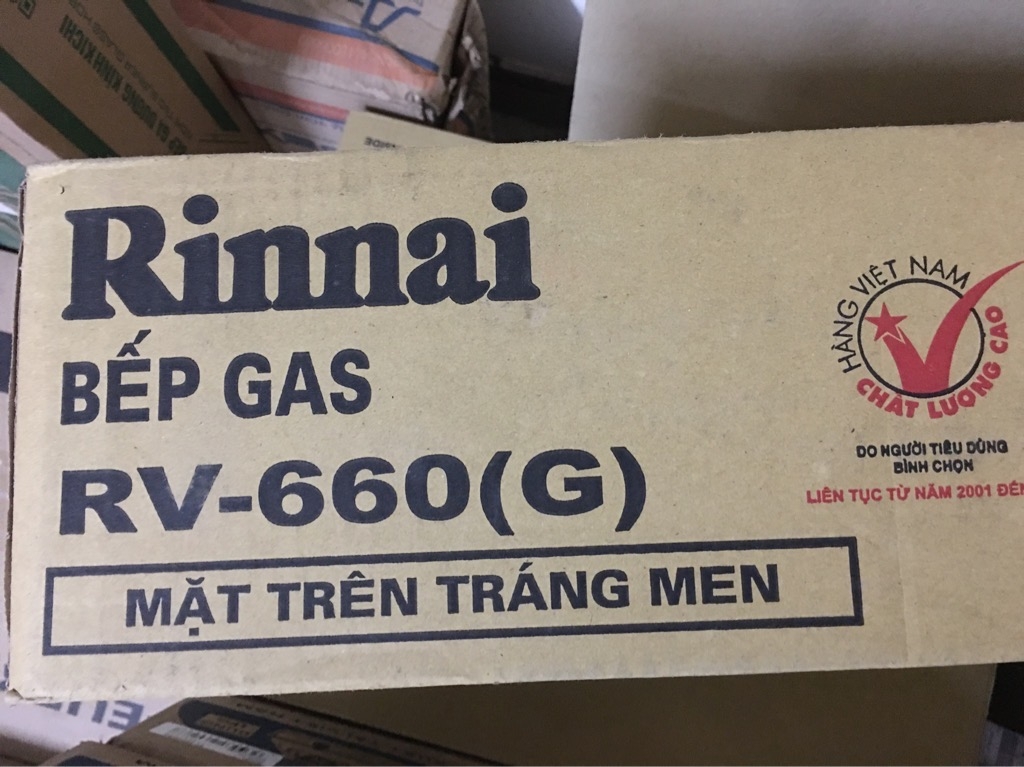 Rinnai
BẾP GAS
RV-660(G)
MẶT TRÊN TRÁNG MEN
HÀNG VIỆT NAM
CHẤT LƯỢNG CAO
DO NGƯỜI TIÊU DÙNG
BÌNH CHỌN
LIÊN TỤC TỪ NĂM 2001 ĐẾN